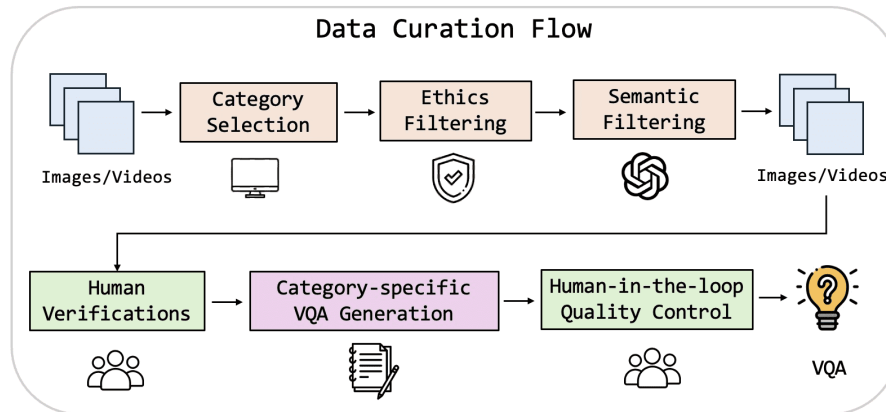 Data Curation Flow
Category
Selection
Ethics
Filtering
Semantic
Filtering
Images/Videos
Images/Videos
Human
Verifications
Category-specific
VQA Generation
Human-in-the-loop
Quality Control
?
VQA